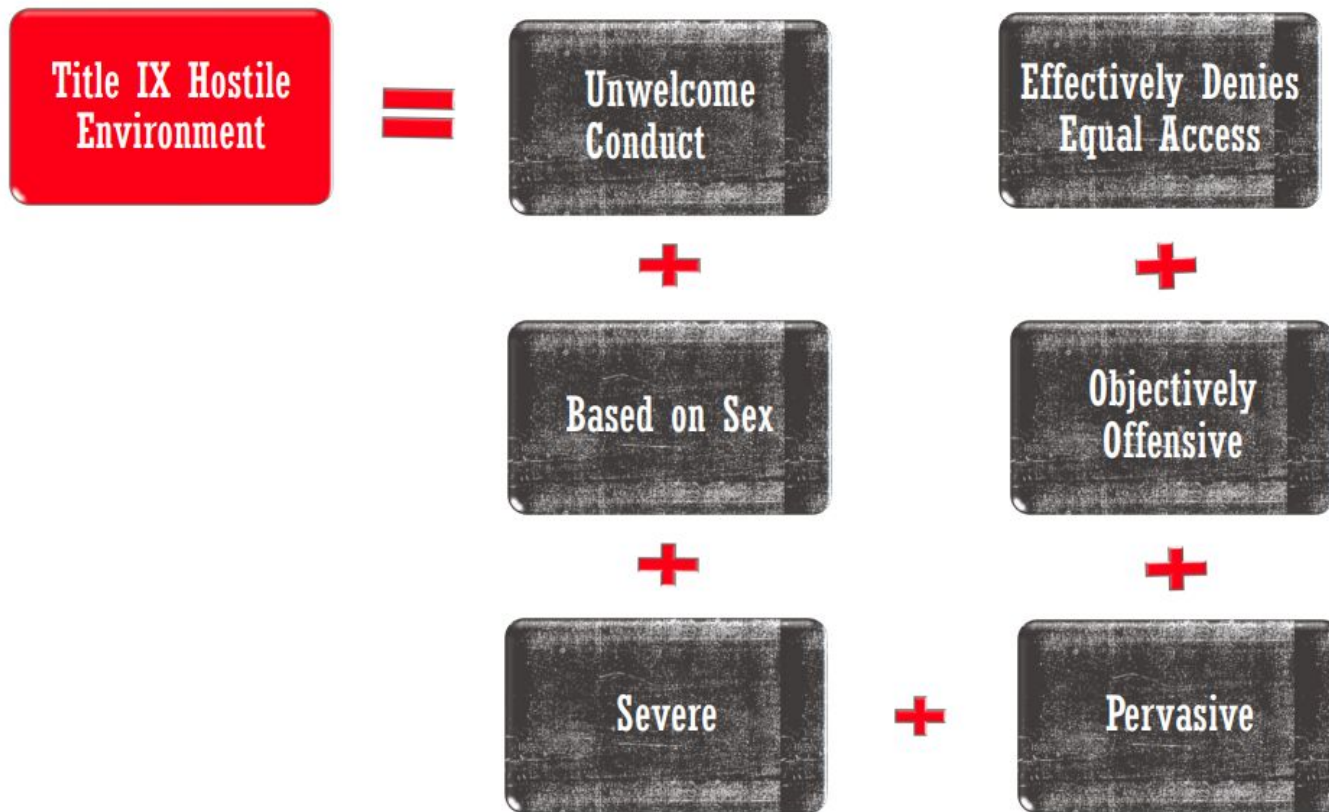 Title IX Hostile
Environment
=
Unwelcome
Conduct
+
Based on Sex
+
Severe
+
Pervasive
+
Objectively
Offensive
+
Effectively Denies
Equal Access